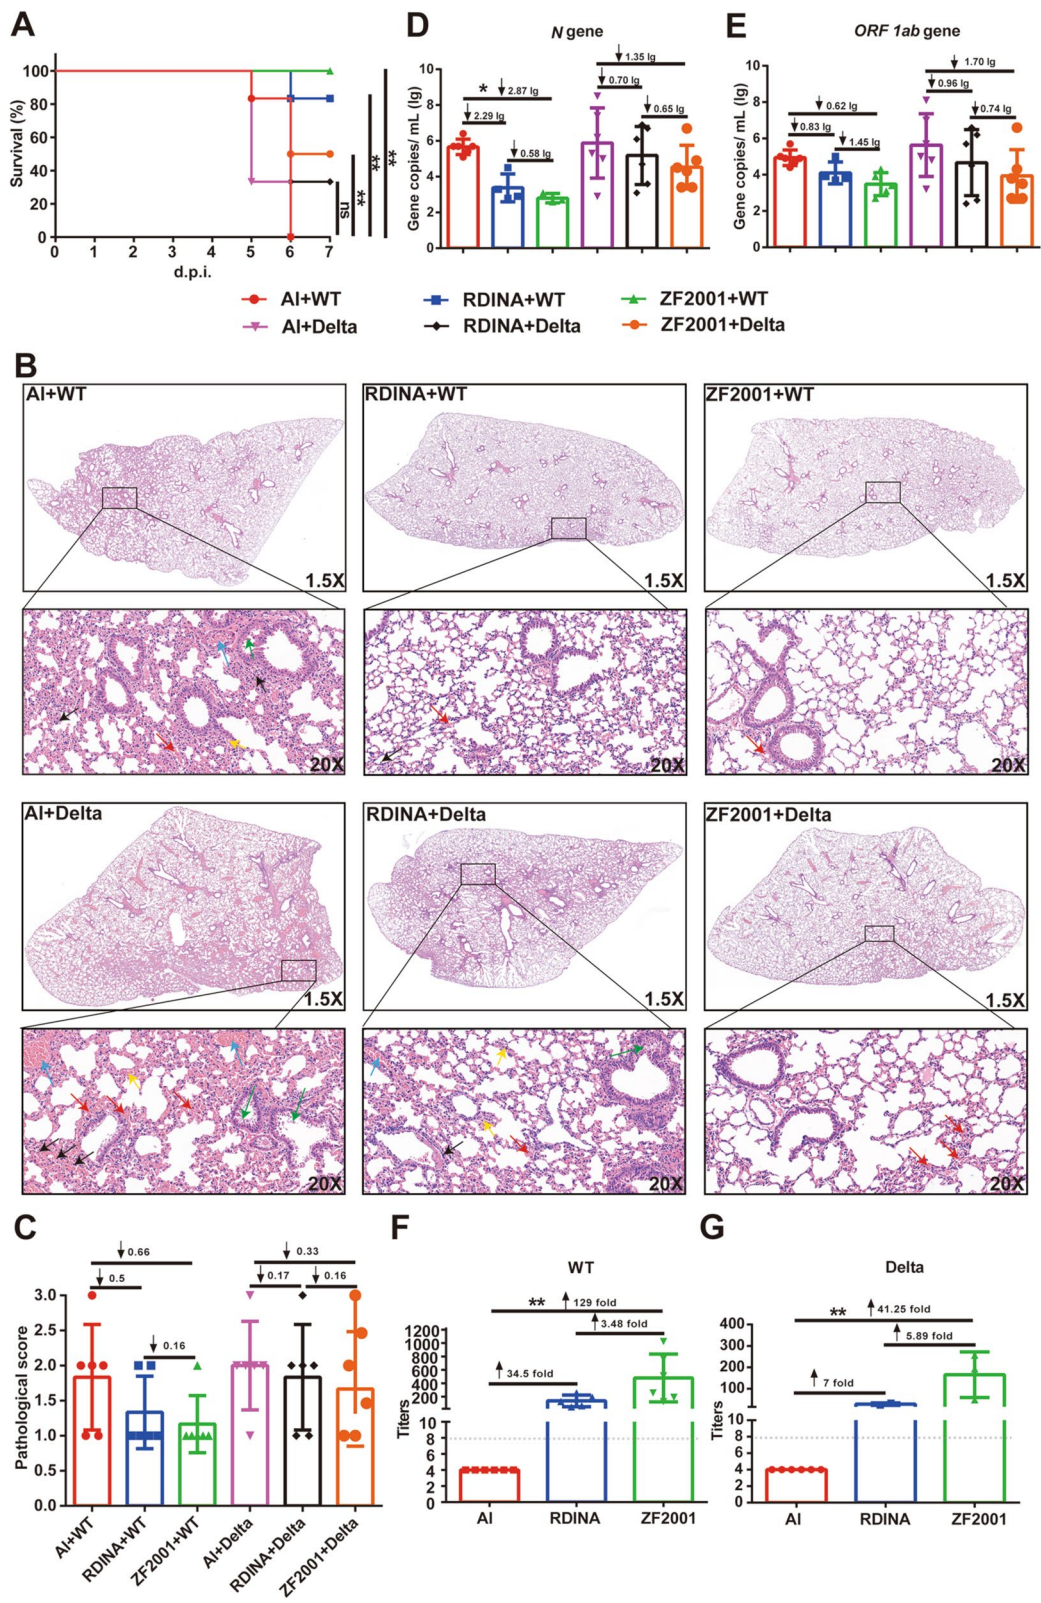 A
Survival (%)
100
80
60
40
20
0
0 1 2 3 4 5 6 7
d.p.i.
ns
**
**
**
D
N gene
Gene copies/ mL (lg)
10
8
6
4
2
0
* ↓ 2.87 lg
↓ 2.29 lg
↓ 0.58 lg
↓ 1.35 lg
↓ 0.70 lg
↓ 0.65 lg
E
ORF 1ab gene
Gene copies/ mL (lg)
10
8
6
4
2
0
↓ 0.62 lg
↓ 0.83 lg
↓ 1.45 lg
↓ 1.70 lg
↓ 0.96 lg
↓ 0.74 lg
AI+WT RDINA+WT ZF2001+WT
AI+Delta RDINA+Delta ZF2001+Delta
B
AI+WT
1.5X
RDINA+WT
1.5X
ZF2001+WT
1.5X
20X
20X
20X
AI+Delta
1.5X
RDINA+Delta
1.5X
ZF2001+Delta
1.5X
20X
20X
20X
C
Pathological score
3.0
2.5
2.0
1.5
1.0
0.5
0.0
↓ 0.66
↓ 0.5
↓ 0.16
↓ 0.33
↓ 0.17
↓ 0.16
AI+WT
RDINA+WT
ZF2001+WT
AI+Delta
RDINA+Delta
ZF2001+Delta
F
WT
Titers
1200
1000
800
600
400
200
10
8
6
4
2
0
** ↑ 129 fold
↑ 3.48 fold
↑ 34.5 fold
AI RDINA ZF2001
G
Delta
Titers
400
300
200
100
10
8
6
4
2
0
** ↑ 41.25 fold
↑ 5.89 fold
↑ 7 fold
AI RDINA ZF2001